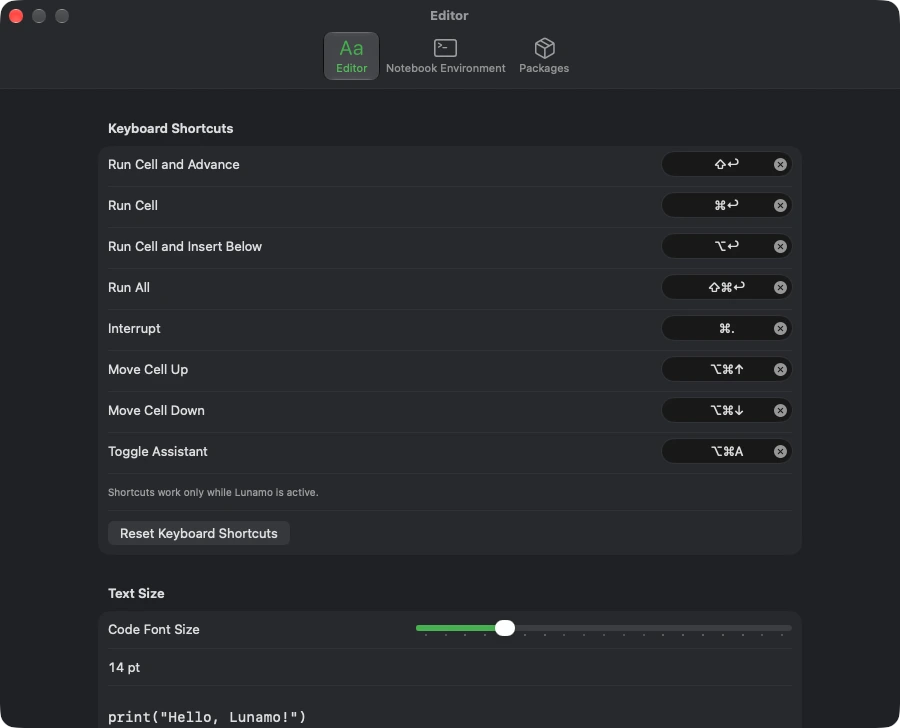 Editor
Aa
Editor
Notebook Environment
Packages
Keyboard Shortcuts
Run Cell and Advance ⇧↩
Run Cell ⌘↩
Run Cell and Insert Below ⌥↩
Run All ⇧⌘↩
Interrupt ⌘.
Move Cell Up ⌥⌘↑
Move Cell Down ⌥⌘↓
Toggle Assistant ⌥⌘A
Shortcuts work only while Lunamo is active.
Reset Keyboard Shortcuts
Text Size
Code Font Size
14 pt
print("Hello, Lunamo!")